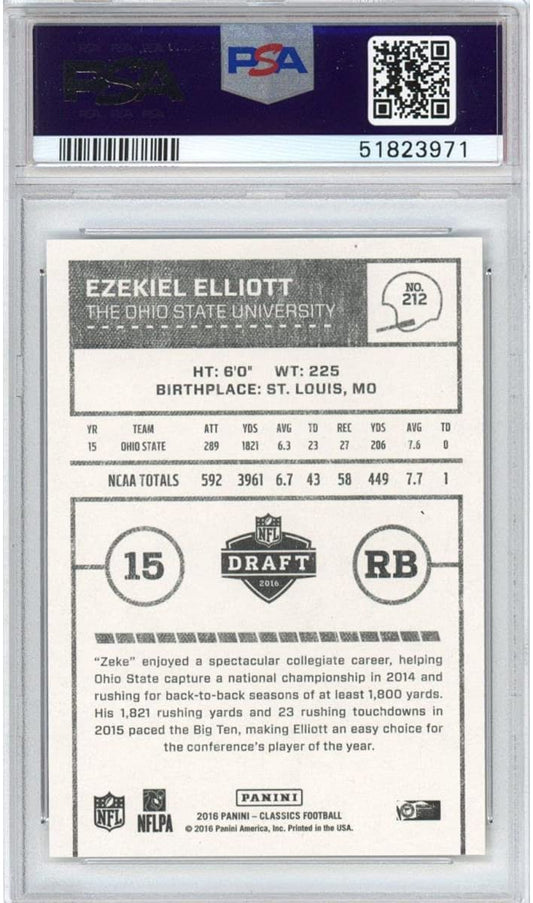 PSA
PSA
51823971
EZEKIEL ELLIOTT
THE OHIO STATE UNIVERSITY
NO.
212
HT: 6'0" WT: 225
BIRTHPLACE: ST. LOUIS, MO
YR TEAM ATT YDS AVG TD REC YDS AVG TD
15 OHIO STATE 289 1821 6.3 23 27 206 7.6 0
NCAA TOTALS 592 3961 6.7 43 58 449 7.7 1
15
NFL
DRAFT
2016
RB
"Zeke" enjoyed a spectacular collegiate career, helping
Ohio State capture a national championship in 2014 and
rushing for back-to-back seasons of at least 1,800 yards.
His 1,821 rushing yards and 23 rushing touchdowns in
2015 paced the Big Ten, making Elliott an easy choice for
the conference's player of the year.
NFL
NFLPA
PANINI
2016 PANINI – CLASSICS FOOTBALL
© 2016 Panini America, Inc. Printed in the USA.